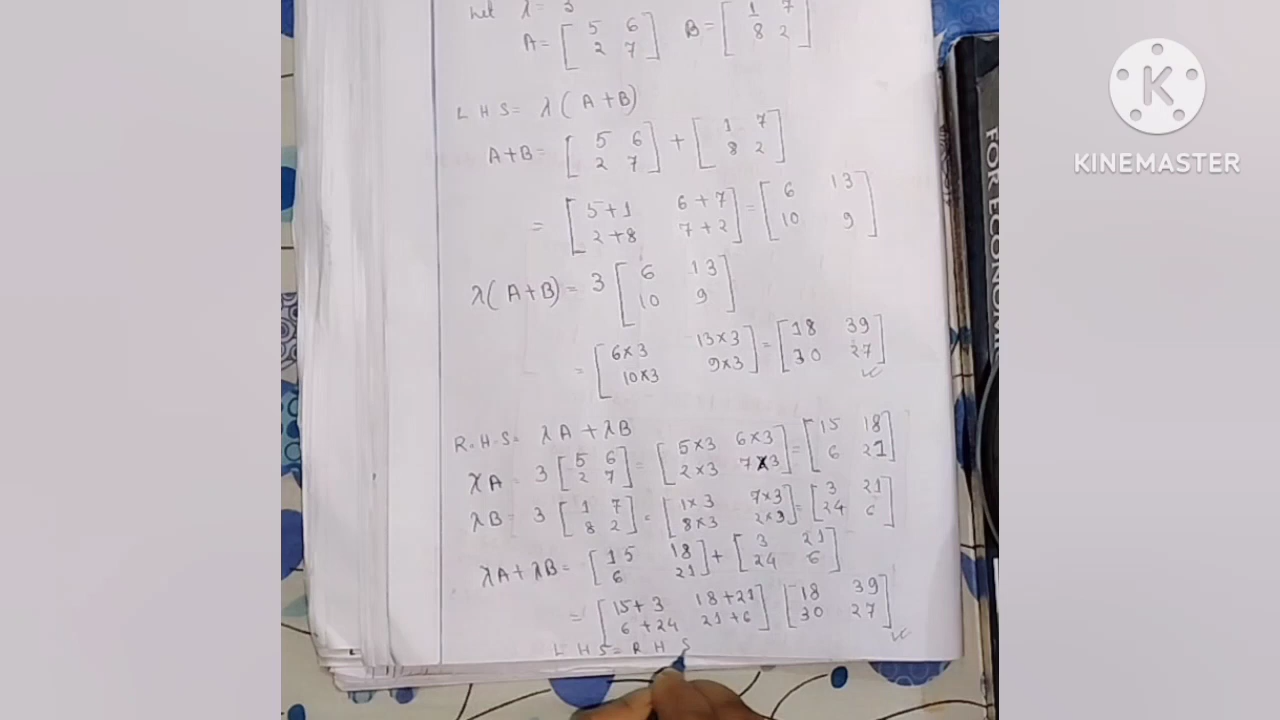 Let λ = 3
A = [ 5 6 2 7 ] B = [ 1 7 8 2 ]
L H S = λ ( A + B )
A + B = [ 5 6 2 7 ] + [ 1 7 8 2 ]
= [ 5+1 6+7 2+8 7+2 ] = [ 6 13 10 9 ]
λ ( A + B ) = 3 [ 6 13 10 9 ]
= [ 6×3 13×3 10×3 9×3 ] = [ 18 39 30 27 ]
R.H.S = λA + λB
λA = 3 [ 5 6 2 7 ] = [ 5×3 6×3 2×3 7×3 ] = [ 15 18 6 21 ]
λB = 3 [ 1 7 8 2 ] = [ 1×3 7×3 8×3 2×3 ] = [ 3 21 24 6 ]
λA + λB = [ 15 18 6 21 ] + [ 3 21 24 6 ]
= [ 15+3 18+21 6+24 21+6 ] [ 18 39 30 27 ]
L H S = R H S
FOR ECONOMIC
KINEMASTER